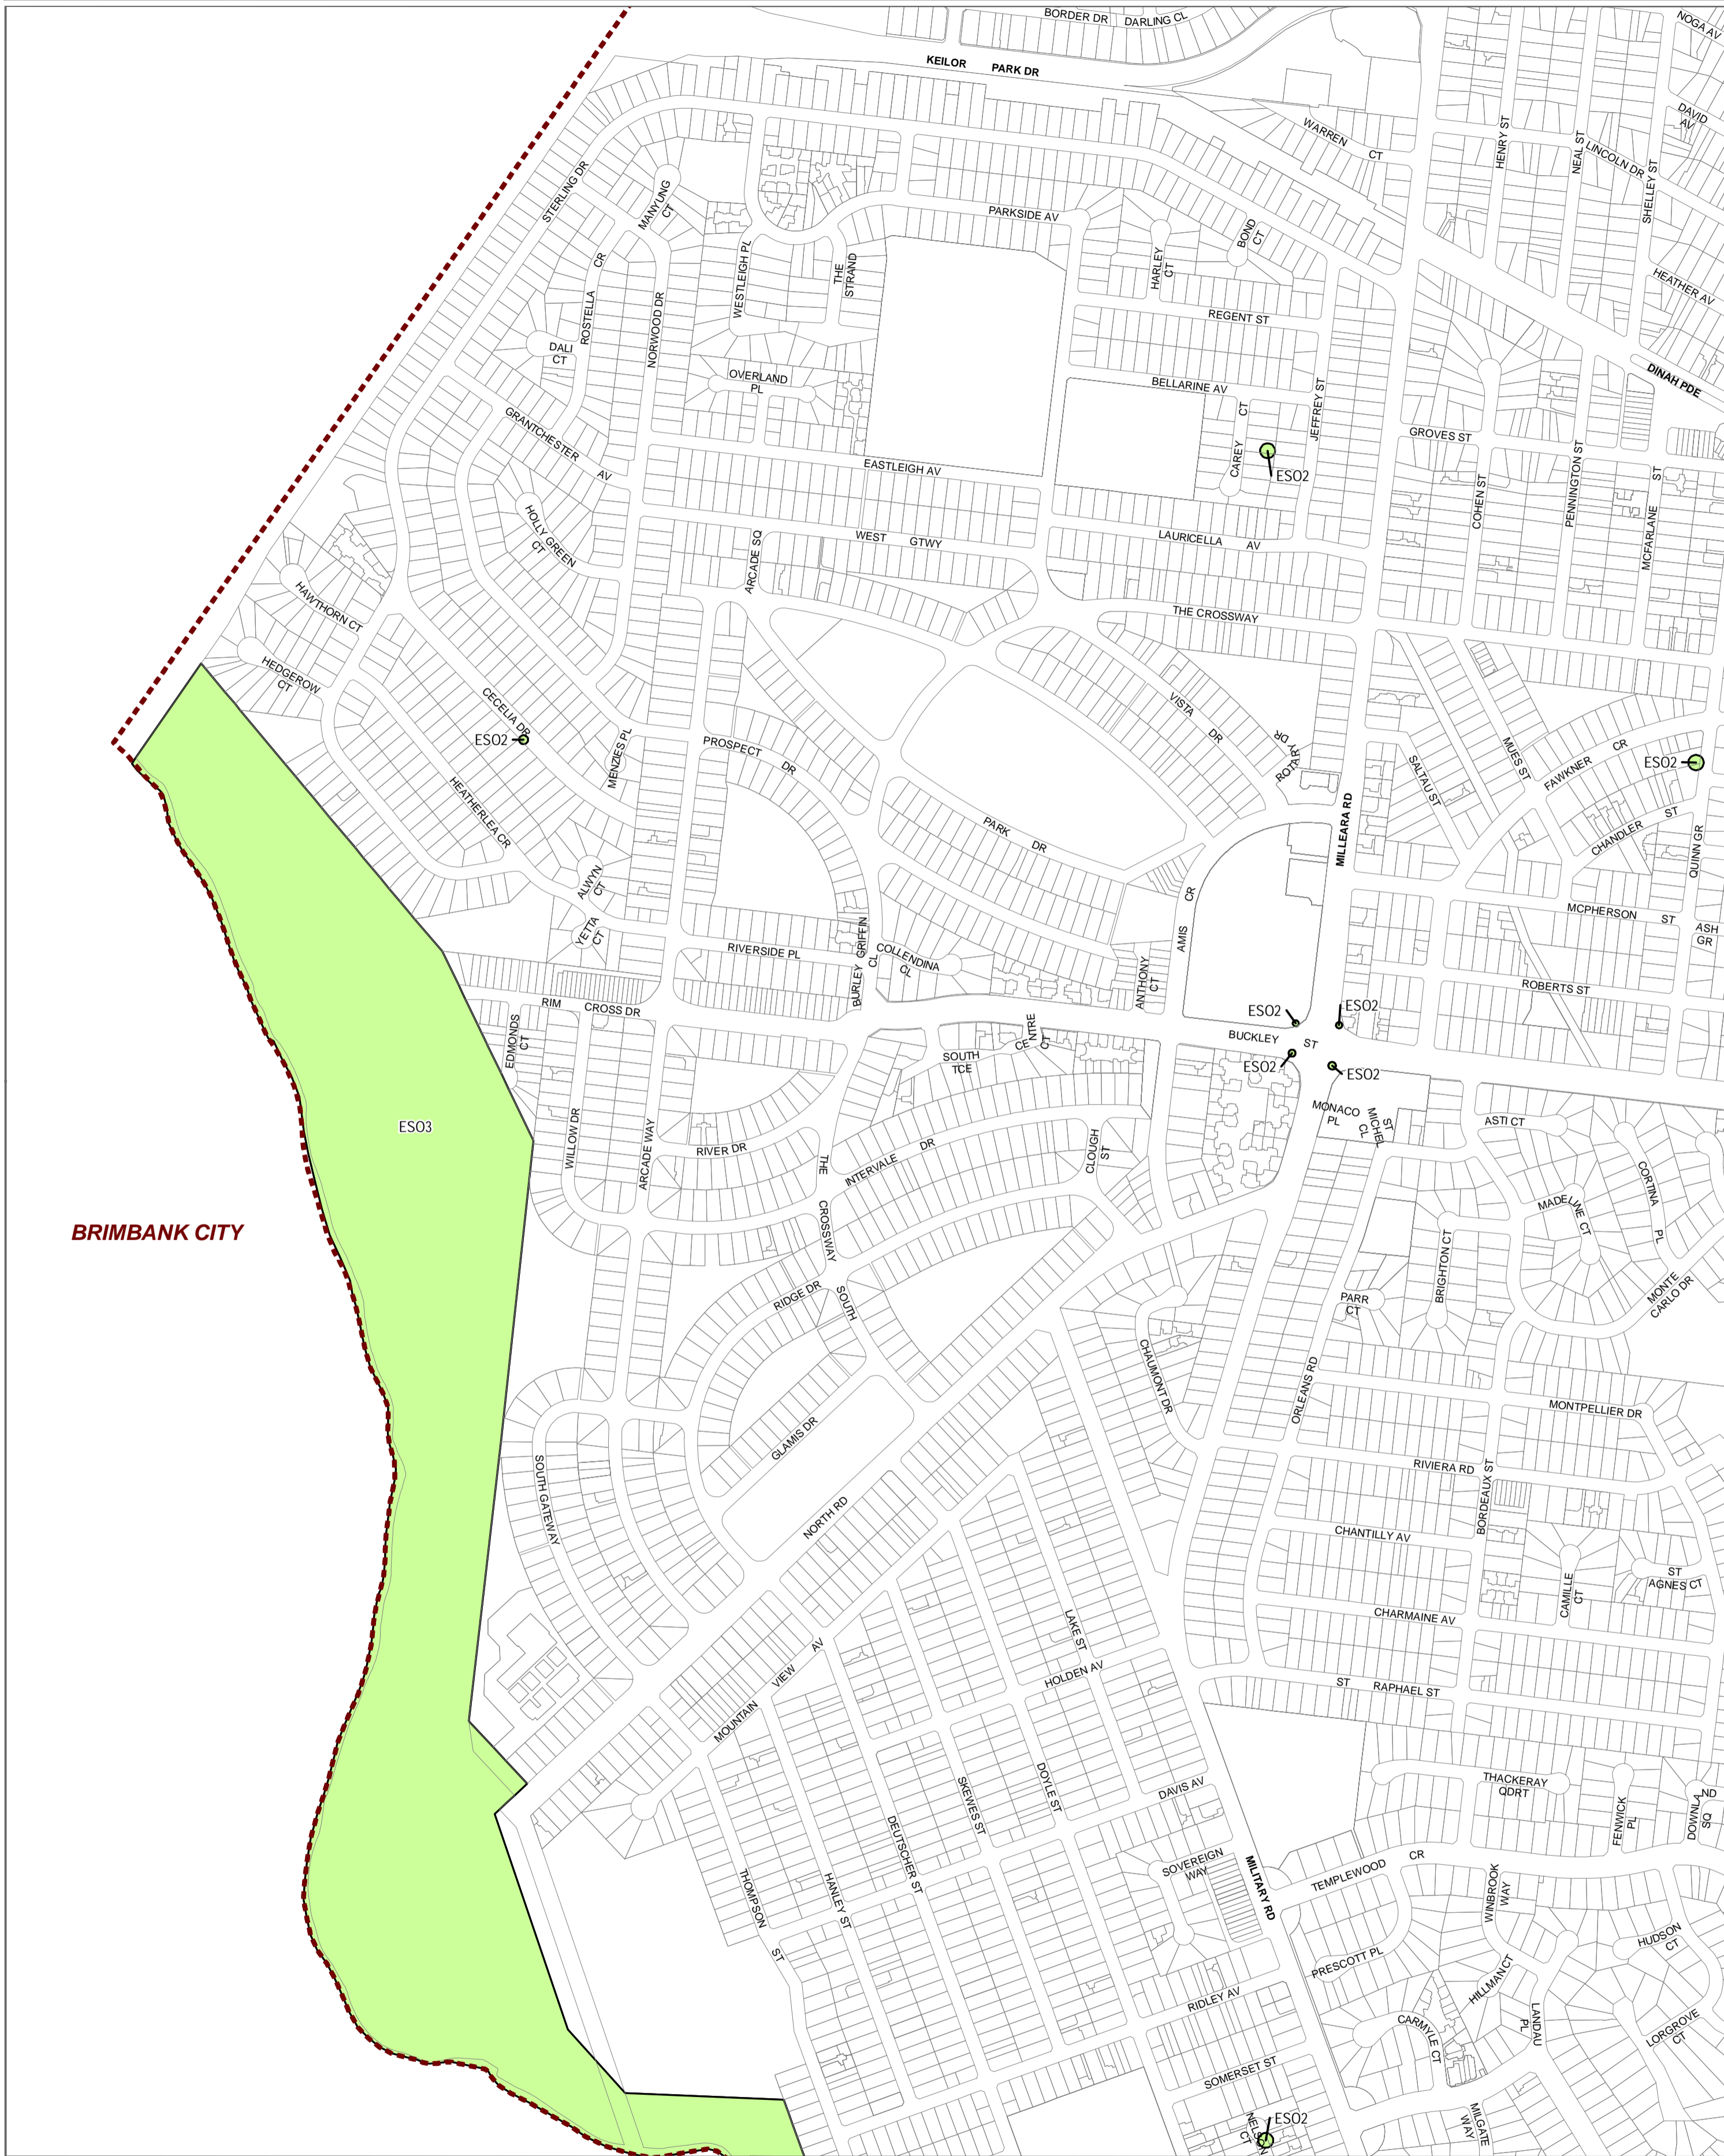 BORDER DR
DARLING CL
NOGA AV
KEILOR PARK DR
DAVID
AV
WARREN CT
HENRY ST
NEAL ST
LINCOLN DR
SHELLEY ST
STERLING DR
MANYUNG
CT
PARKSIDE AV
BOND
CT
HARLEY
CT
WESTLEIGH PL
THE
STRAND
ROSTELLA CR
NORWOOD DR
HEATHER AV
REGENT ST
DALI
CT
OVERLAND
PL
BELLARINE AV
DINAH PDE
JEFFREY ST
CAREY CT
GRANTCHESTER AV
GROVES ST
EASTLEIGH AV
ESO2
COHEN ST
PENNINGTON ST
MCFARLANE ST
HOLLY GREEN
CT
ARCADE SQ
WEST GTWY
LAURICELLA AV
HAWTHORN CT
THE CROSSWAY
HEDGEROW
CT
CECELIA DR
ESO2
MENZIES PL
PROSPECT DR
VISTA DR
ROTARY DR
SALTAU ST
MUES ST
FAWKNER CR
ESO2
HEATHERLEA CR
PARK DR
MILLEARA RD
CHANDLER ST
QUINN GR
ALWYN
CT
YETTA
CT
AMIS CR
MCPHERSON ST
ASH
GR
RIVERSIDE PL
BURLEY GRIFFIN
CL
COLLENDINA
CL
ANTHONY
CT
ROBERTS ST
RIM CROSS DR
EDMONDS
CT
CENTRE
CT
SOUTH
TCE
ESO2
ESO2
BUCKLEY ST
ESO2
ESO2
MONACO
PL
ST
MICHEL
CL
ASTI CT
ESO3
WILLOW DR
ARCADE WAY
RIVER DR
THE CROSSWAY SOUTH
INTERVALE DR
CLOUGH
ST
CORTINA PL
MADELINE CT
BRIMBANK CITY
BRIGHTON CT
RIDGE DR
PARR
CT
MONTE
CARLO DR
CHAUMONT DR
ORLEANS RD
GLAMIS DR
MONTPELLIER DR
SOUTH GATEWAY
RIVIERA RD
BORDEAUX ST
NORTH RD
CHANTILLY AV
CAMILLE
CT
ST
AGNES CT
LAKE ST
CHARMAINE AV
MOUNTAIN VIEW AV
HOLDEN AV
ST RAPHAEL ST
THACKERAY
QDRT
FENWICK
PL
DOWNLAND
SQ
SKEWES ST
DOYLE ST
DAVIS AV
DEUTSCHER ST
SOVEREIGN
WAY
MILITARY RD
TEMPLEWOOD CR
THOMPSON ST
HANLEY ST
WINBROOK
WAY
HUDSON
CT
PRESCOTT PL
HILLMAN CT
RIDLEY AV
CARMYLE CT
LANDAU
PL
LORGROVE
CT
SOMERSET ST
NELSON
CT
ESO2
MILGATE
WAY